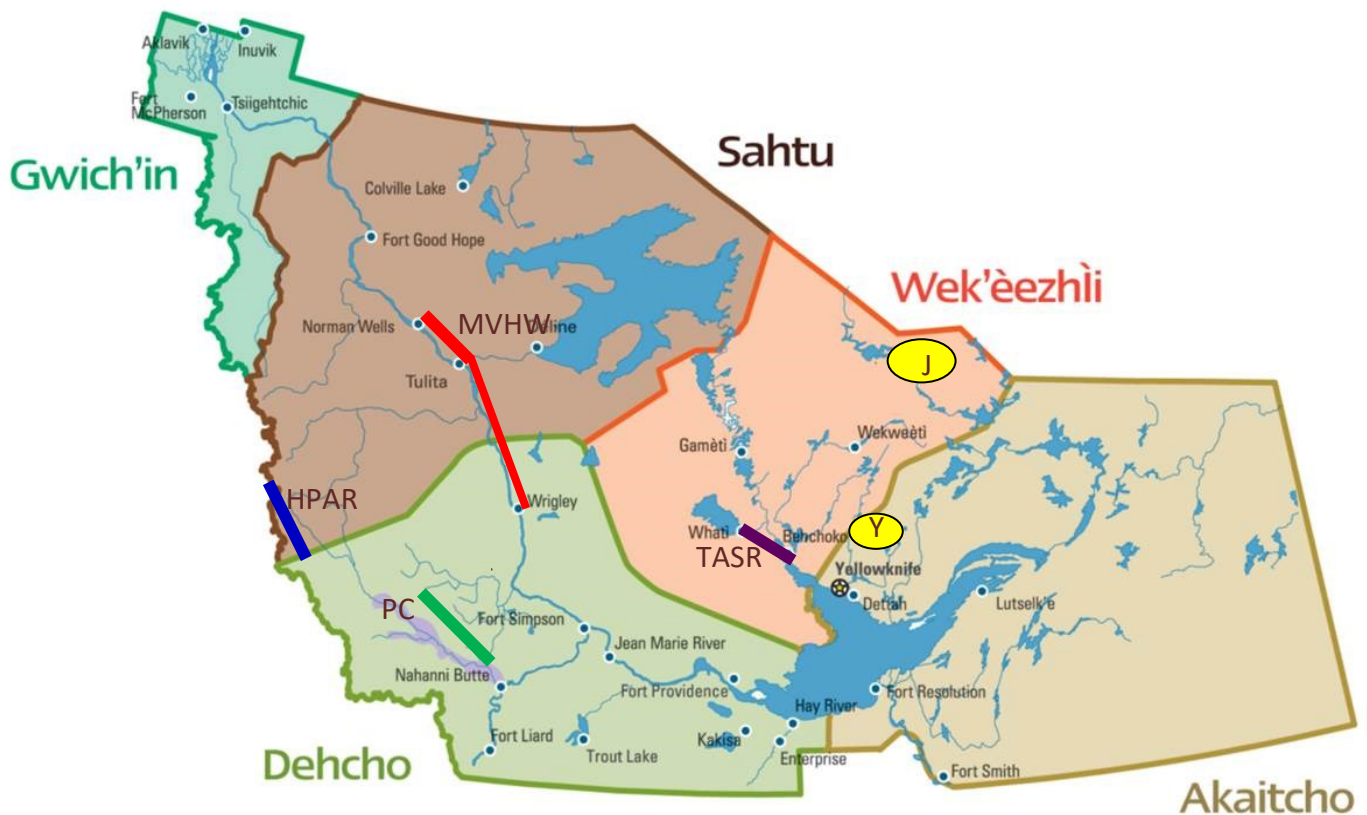 Aklavik
Inuvik
Fort
McPherson
Tsiigehtchic
Gwich'in
Sahtu
Colville Lake
Fort Good Hope
Wek'èezhÌi
Norman Wells
MVHW
Déline
Tulita
J
Gamètì
Wekweètì
HPAR
Wrigley
Whatì
Behchoko
Y
TASR
Yellowknife
Dettah
Lutselk'e
PC
Fort Simpson
Jean Marie River
Nahanni Butte
Fort Providence
Fort Resolution
Hay River
Fort Liard
Trout Lake
Kakisa
Enterprise
Dehcho
Fort Smith
Akaitcho